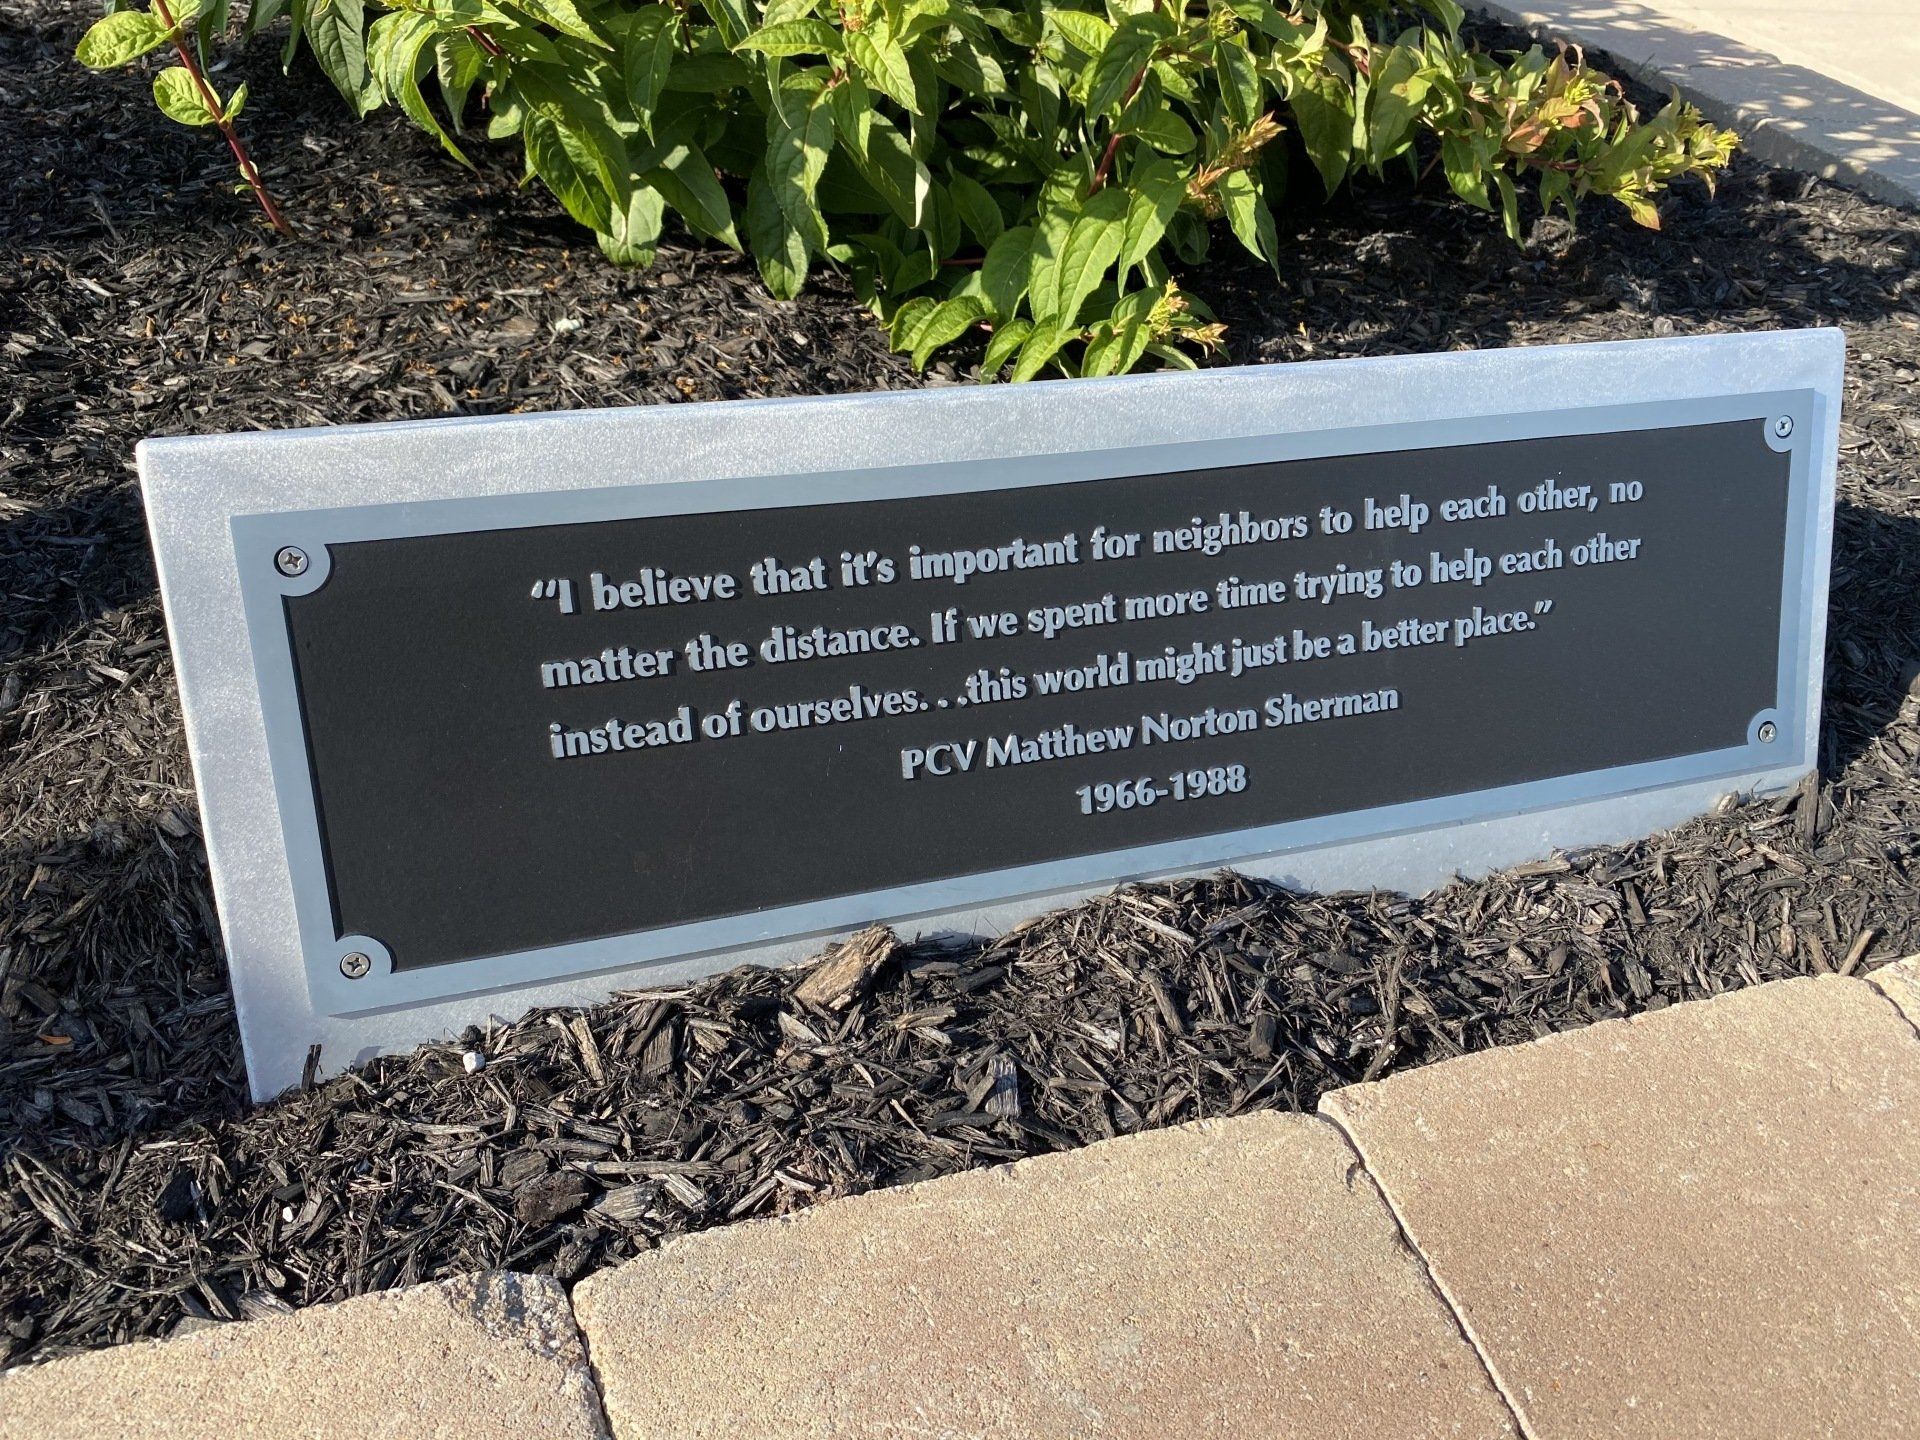 “I believe that it's important for neighbors to help each other, no
matter the distance. If we spent more time trying to help each other
instead of ourselves. . .this world might just be a better place.”
PCV Matthew Norton Sherman
1966-1988